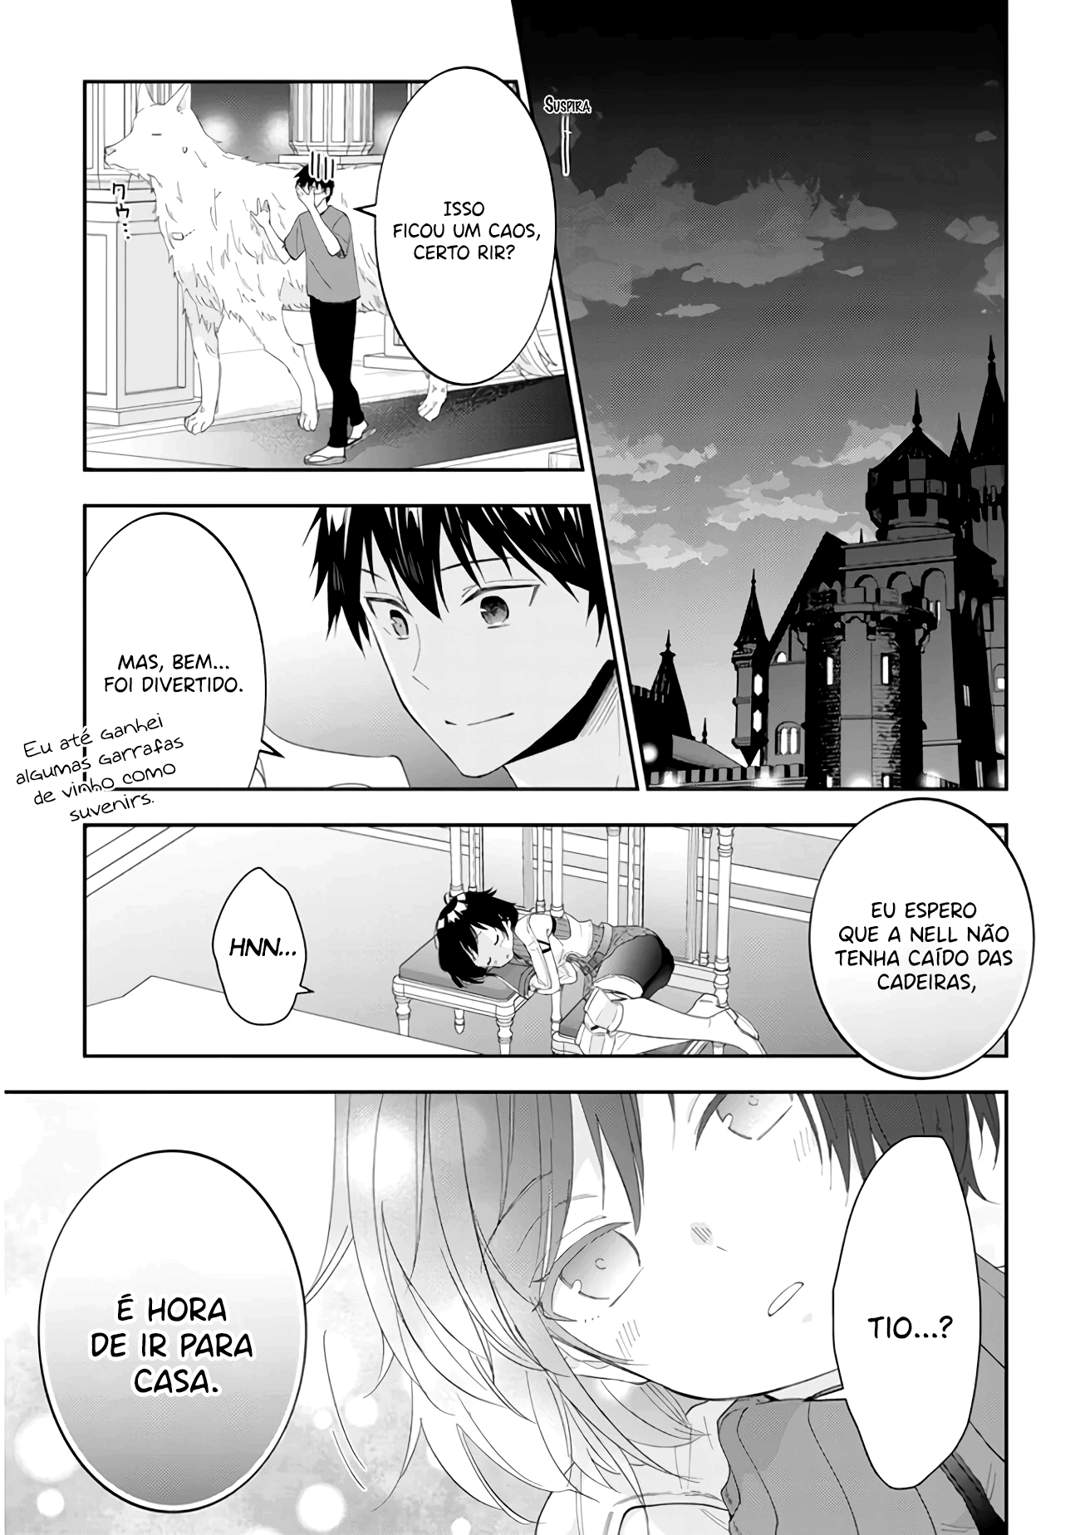 SUSPIRA
ISSO
FICOU UM CAOS,
CERTO RIR?
クウ…
MAS, BEM...
FOI DIVERTIDO.
Eu até ganhei
algumas garrafas
de vinho como
suvenirs.
EU ESPERO
QUE A NELL NÃO
TENHA CAÍDO DAS
CADEIRAS,
HNN...
TIO...?
É HORA
DE IR PARA
CASA.